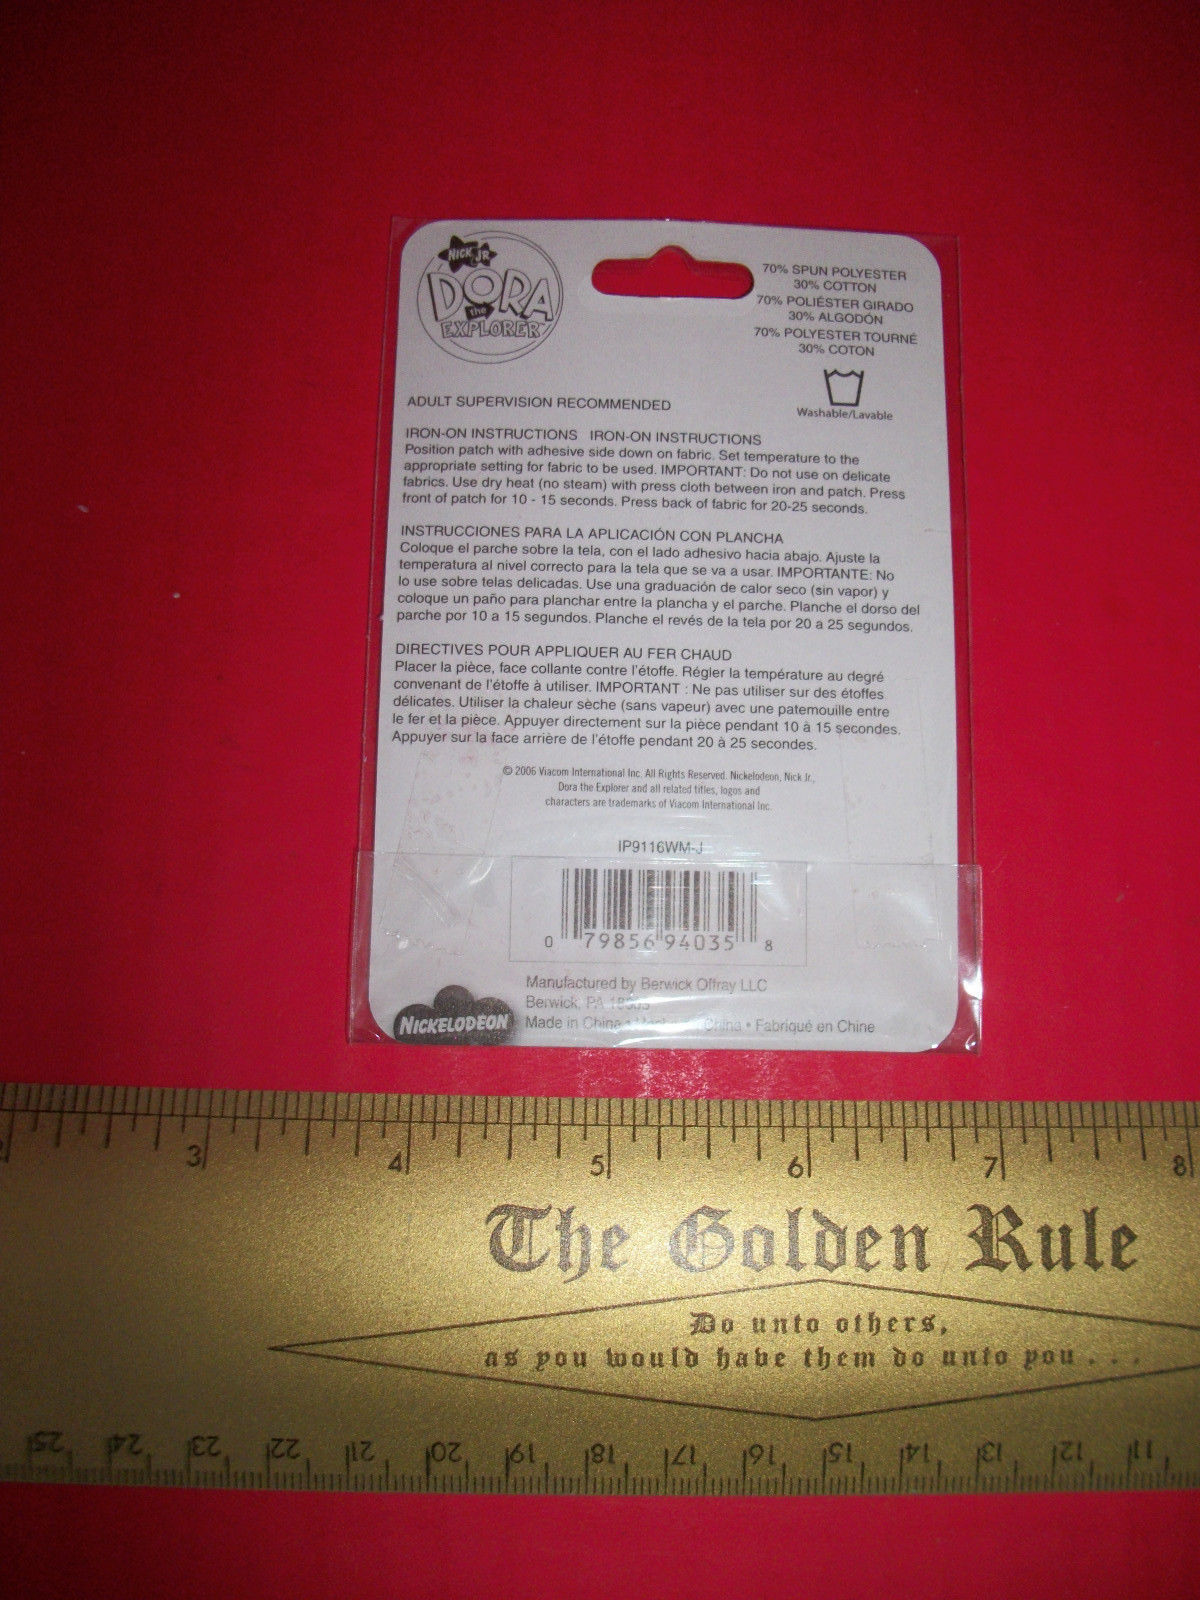 NICK JR.
DORA
the
EXPLORER
70% SPUN POLYESTER
30% COTTON
70% POLIÉSTER GIRADO
30% ALGODÓN
70% POLYESTER TOURNÉ
30% COTON
Washable/Lavable
ADULT SUPERVISION RECOMMENDED
IRON-ON INSTRUCTIONS IRON-ON INSTRUCTIONS
Position patch with adhesive side down on fabric. Set temperature to the
appropriate setting for fabric to be used. IMPORTANT: Do not use on delicate
fabrics. Use dry heat (no steam) with press cloth between iron and patch. Press
front of patch for 10 - 15 seconds. Press back of fabric for 20-25 seconds.
INSTRUCCIONES PARA LA APLICACIÓN CON PLANCHA
Coloque el parche sobre la tela, con el lado adhesivo hacia abajo. Ajuste la
temperatura al nivel correcto para la tela que se va a usar. IMPORTANTE: No
lo use sobre telas delicadas. Use una graduación de calor seco (sin vapor) y
coloque un paño para planchar entre la plancha y el parche. Planche el dorso del
parche por 10 a 15 segundos. Planche el revés de la tela por 20 a 25 segundos.
DIRECTIVES POUR APPLIQUER AU FER CHAUD
Placer la pièce, face collante contre l'étoffe. Régler la température au degré
convenant de l'étoffe à utiliser. IMPORTANT : Ne pas utiliser sur des étoffes
délicates. Utiliser la chaleur sèche (sans vapeur) avec une patemouille entre
le fer et la pièce. Appuyer directement sur la pièce pendant 10 à 15 secondes.
Appuyer sur la face arrière de l'étoffe pendant 20 à 25 secondes.
© 2006 Viacom International Inc. All Rights Reserved. Nickelodeon, Nick Jr.,
Dora the Explorer and all related titles, logos and
characters are trademarks of Viacom International Inc.
IP9116WM-J
0 79856 94035 8
Manufactured by Berwick Offray LLC
Berwick, PA
NICKELODEON
Made in China • China • Fabriqué en Chine
2 3 4 5 6 7 8
The Golden Rule
Do unto others,
as you would have them do unto you . . .
25 24 23 22 21 20 19 18 17 16 15 14 13 12 11